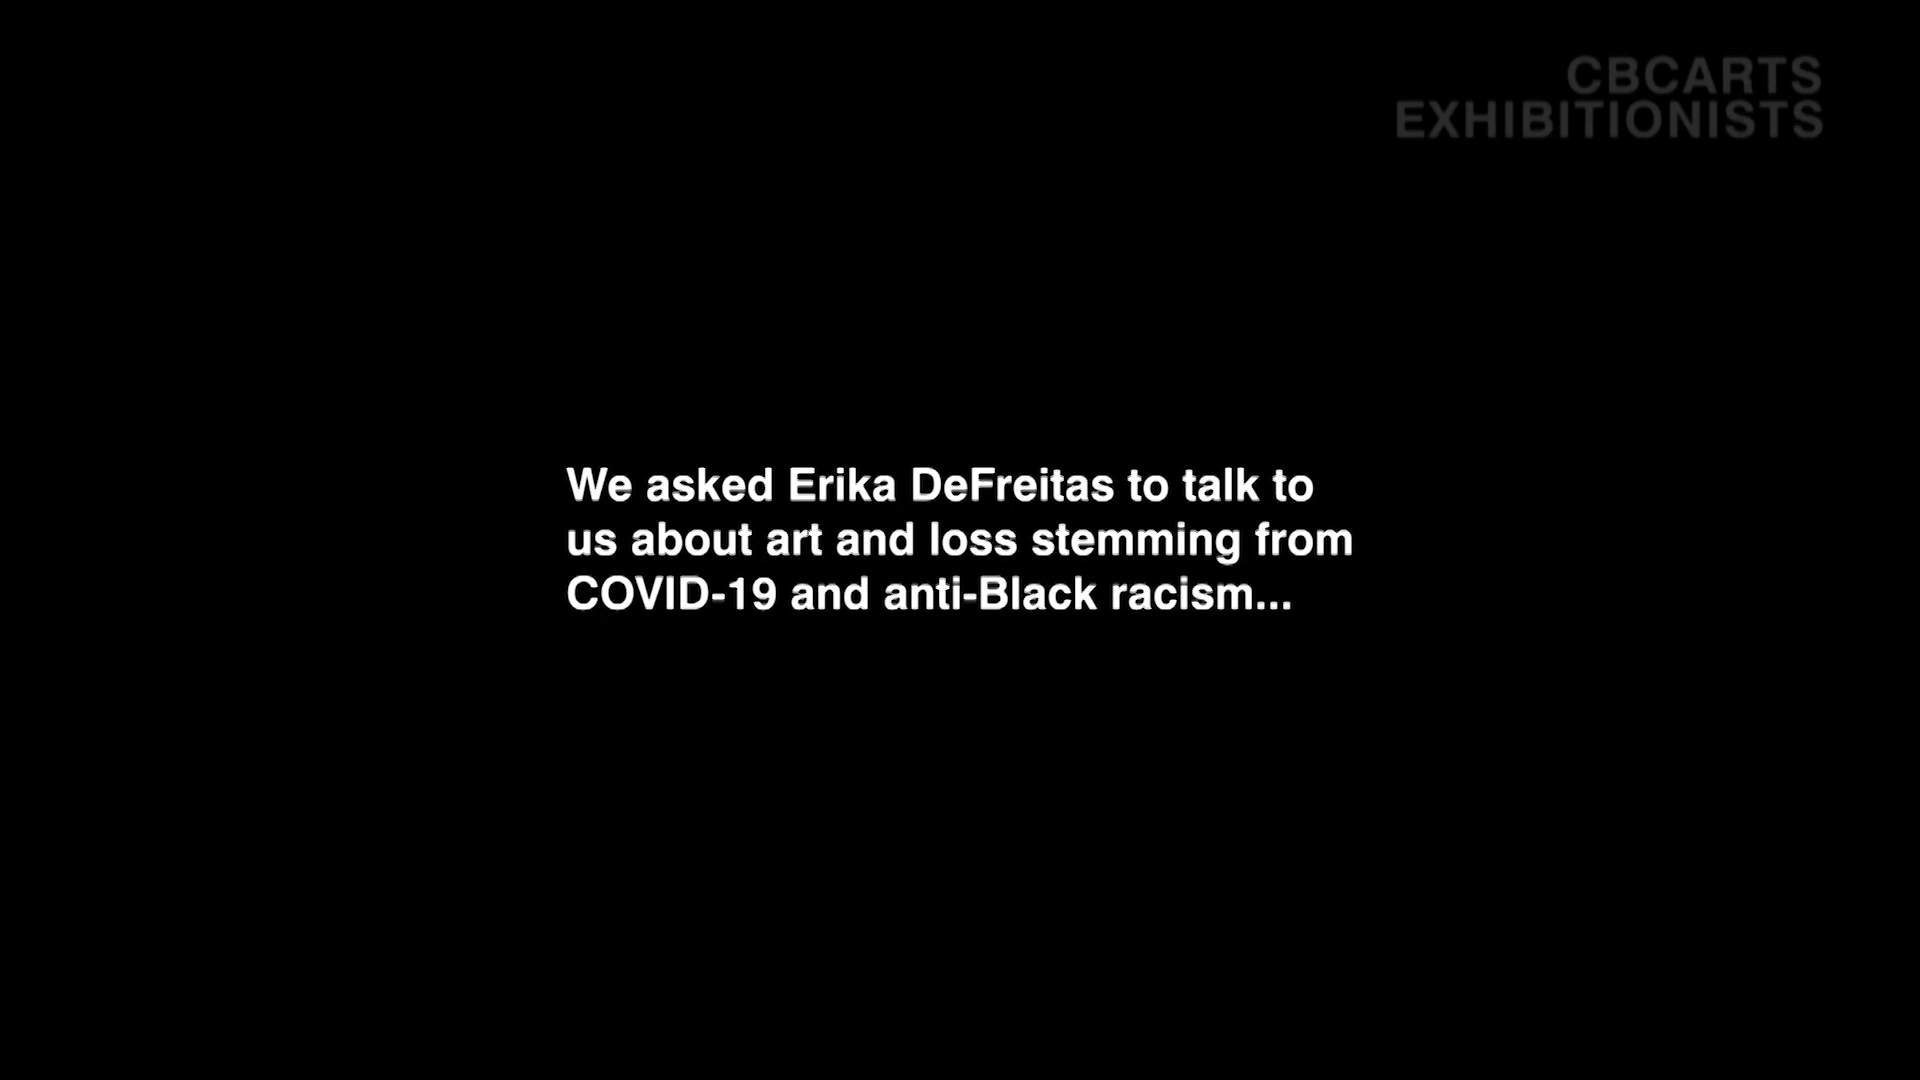 CBCARTS
EXHIBITIONISTS
We asked Erika DeFreitas to talk to
us about art and loss stemming from
COVID-19 and anti-Black racism...